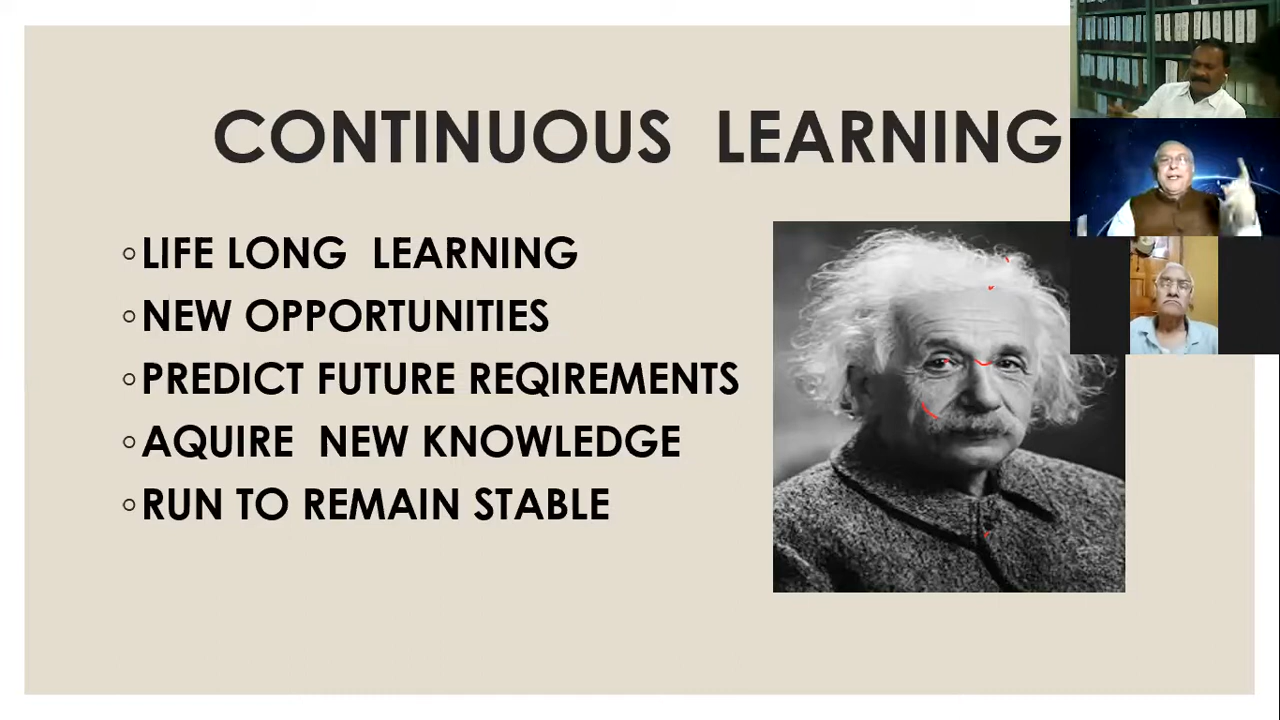 CONTINUOUS LEARNING
LIFE LONG LEARNING
NEW OPPORTUNITIES
PREDICT FUTURE REQIREMENTS
AQUIRE NEW KNOWLEDGE
RUN TO REMAIN STABLE